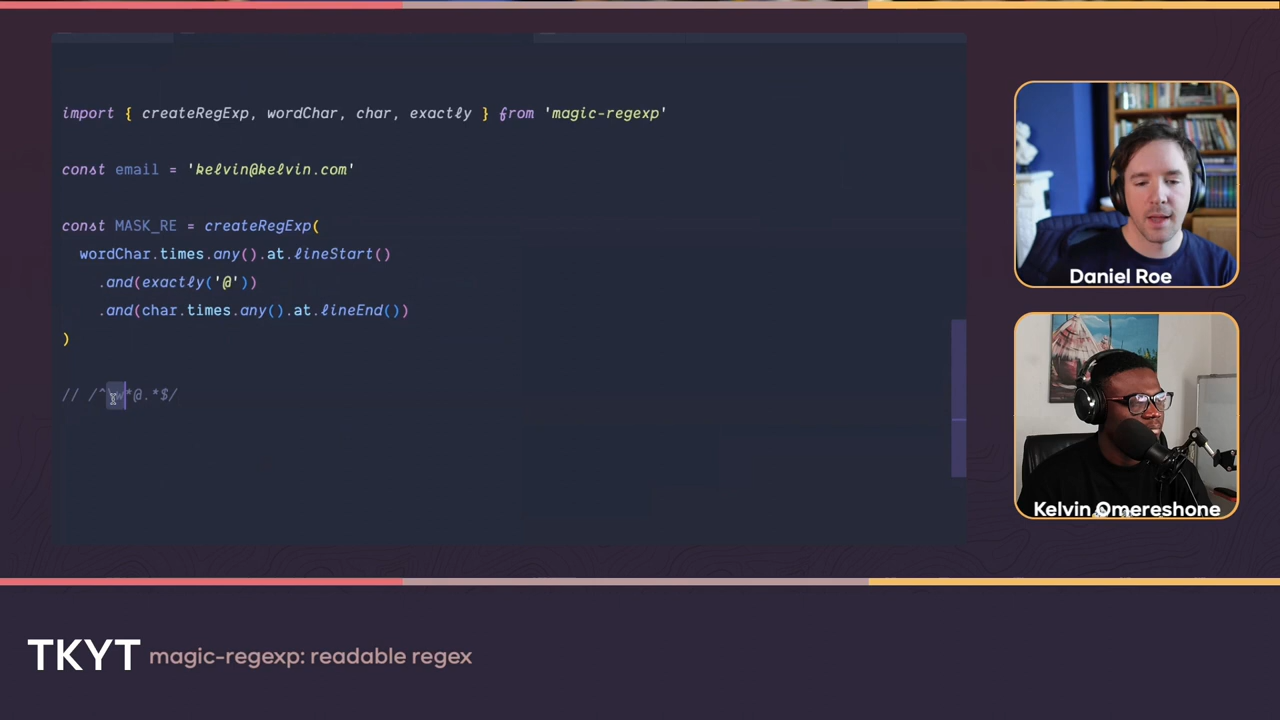 import { createRegExp, wordChar, char, exactly } from 'magic-regexp'
const email = 'kelvin@kelvin.com'
const MASK_RE = createRegExp(
wordChar.times.any().at.lineStart()
.and(exactly('@'))
.and(char.times.any().at.lineEnd())
)
// /^\w*@.*$/
Daniel Roe
Kelvin Omereshone
TKYT magic-regexp: readable regex